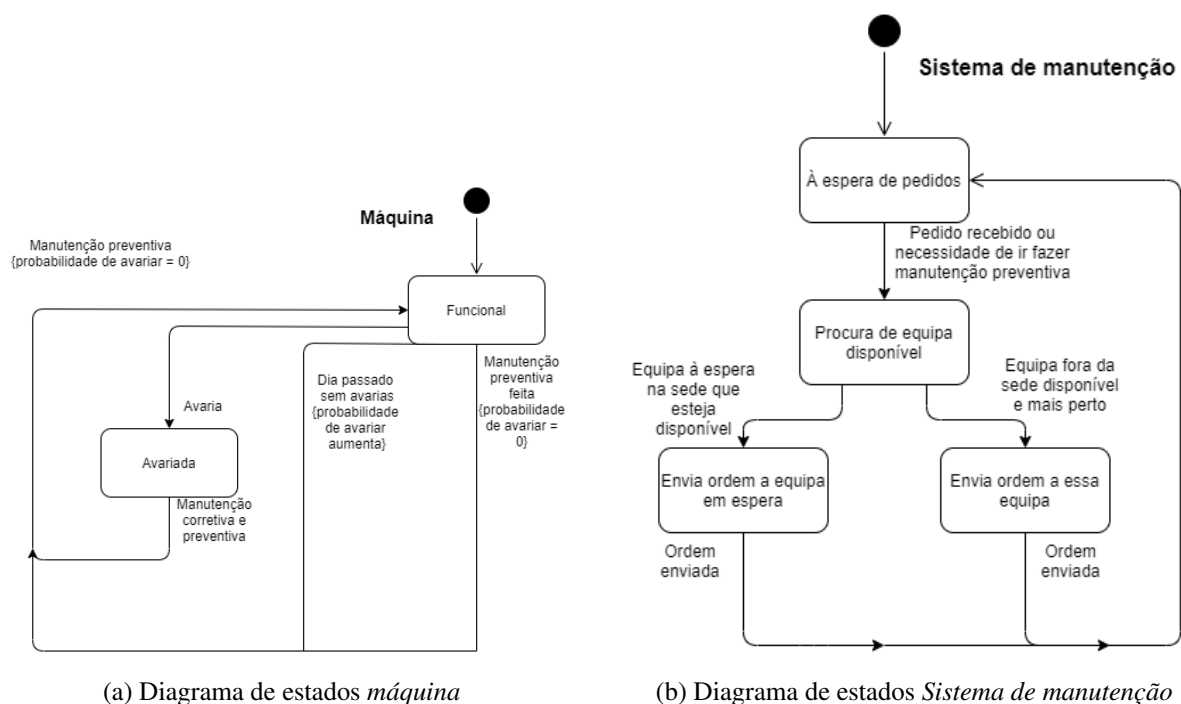 Máquina
Manutenção preventiva
{probabilidade de avariar = 0}
Funcional
Avaria
Dia passado
sem avarias
{probabilidade
de avariar
aumenta}
Manutenção
preventiva
feita
{probabilidade
de avariar =
0}
Avariada
Manutenção
corretiva e
preventiva
(a) Diagrama de estados máquina
Sistema de manutenção
À espera de pedidos
Pedido recebido ou
necessidade de ir fazer
manutenção preventiva
Procura de equipa
disponível
Equipa à espera
na sede que
esteja
disponível
Equipa fora da
sede disponível
e mais perto
Envia ordem a equipa
em espera
Envia ordem a essa
equipa
Ordem
enviada
Ordem
enviada
(b) Diagrama de estados Sistema de manutenção